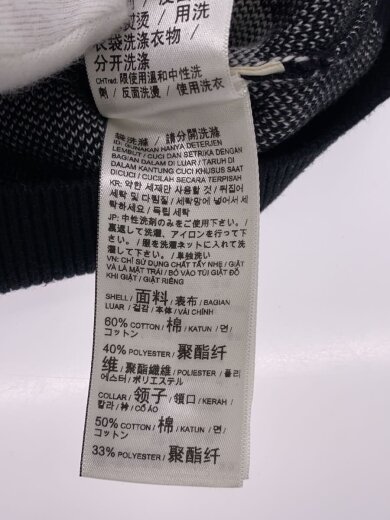 烫 / 用洗
衣袋洗涤衣物 /
分开洗涤
CHTrad. 限使用溫和中性洗
劑 / 反面洗燙 / 使用洗衣
袋洗滌 / 請分開洗滌
ID: GUNAKAN HANYA DETERJEN
LEMBUT / CUCI DAN SETRIKA DENGAN
BAGIAN DALAM DI LUAR / TARUH DI
DALAM KANTUNG CUCI KHUSUS SAAT
DICUCI / CUCILAH SECARA TERPISAH
KR: 약한 세제만 사용할 것 / 뒤집어
세탁 및 다림질 / 세탁망에 넣어서 세
탁하세요 / 독립 세탁
JP: 中性洗剤のみをご使用下さい。 /
裏返して洗濯、アイロンを行って下
さい。 / 服を洗濯ネットに入れて洗
濯して下さい。 / 単独洗い
VN: CHỈ SỬ DỤNG CHẤT TẨY NHẸ / GIẶT
VÀ LÀ MẶT TRÁI / BỎ VÀO TÚI GIẶT ĐỒ
KHI GIẶT / GIẶT RIÊNG
SHELL / 面料 / 表布 / BAGIAN
LUAR / 겉감 / 本体 / VẢI CHÍNH
60% COTTON / 棉 / KATUN / 면 /
コットン
40% POLYESTER / 聚酯纤
维 / 聚酯纖維 / POLIESTER / 폴리
에스터 / ポリエステル
COLLAR / 领子 / 領口 / KERAH /
칼라 / 衿 / CỔ ÁO
50% COTTON / 棉 / KATUN / 면 /
コットン
33% POLYESTER / 聚酯纤